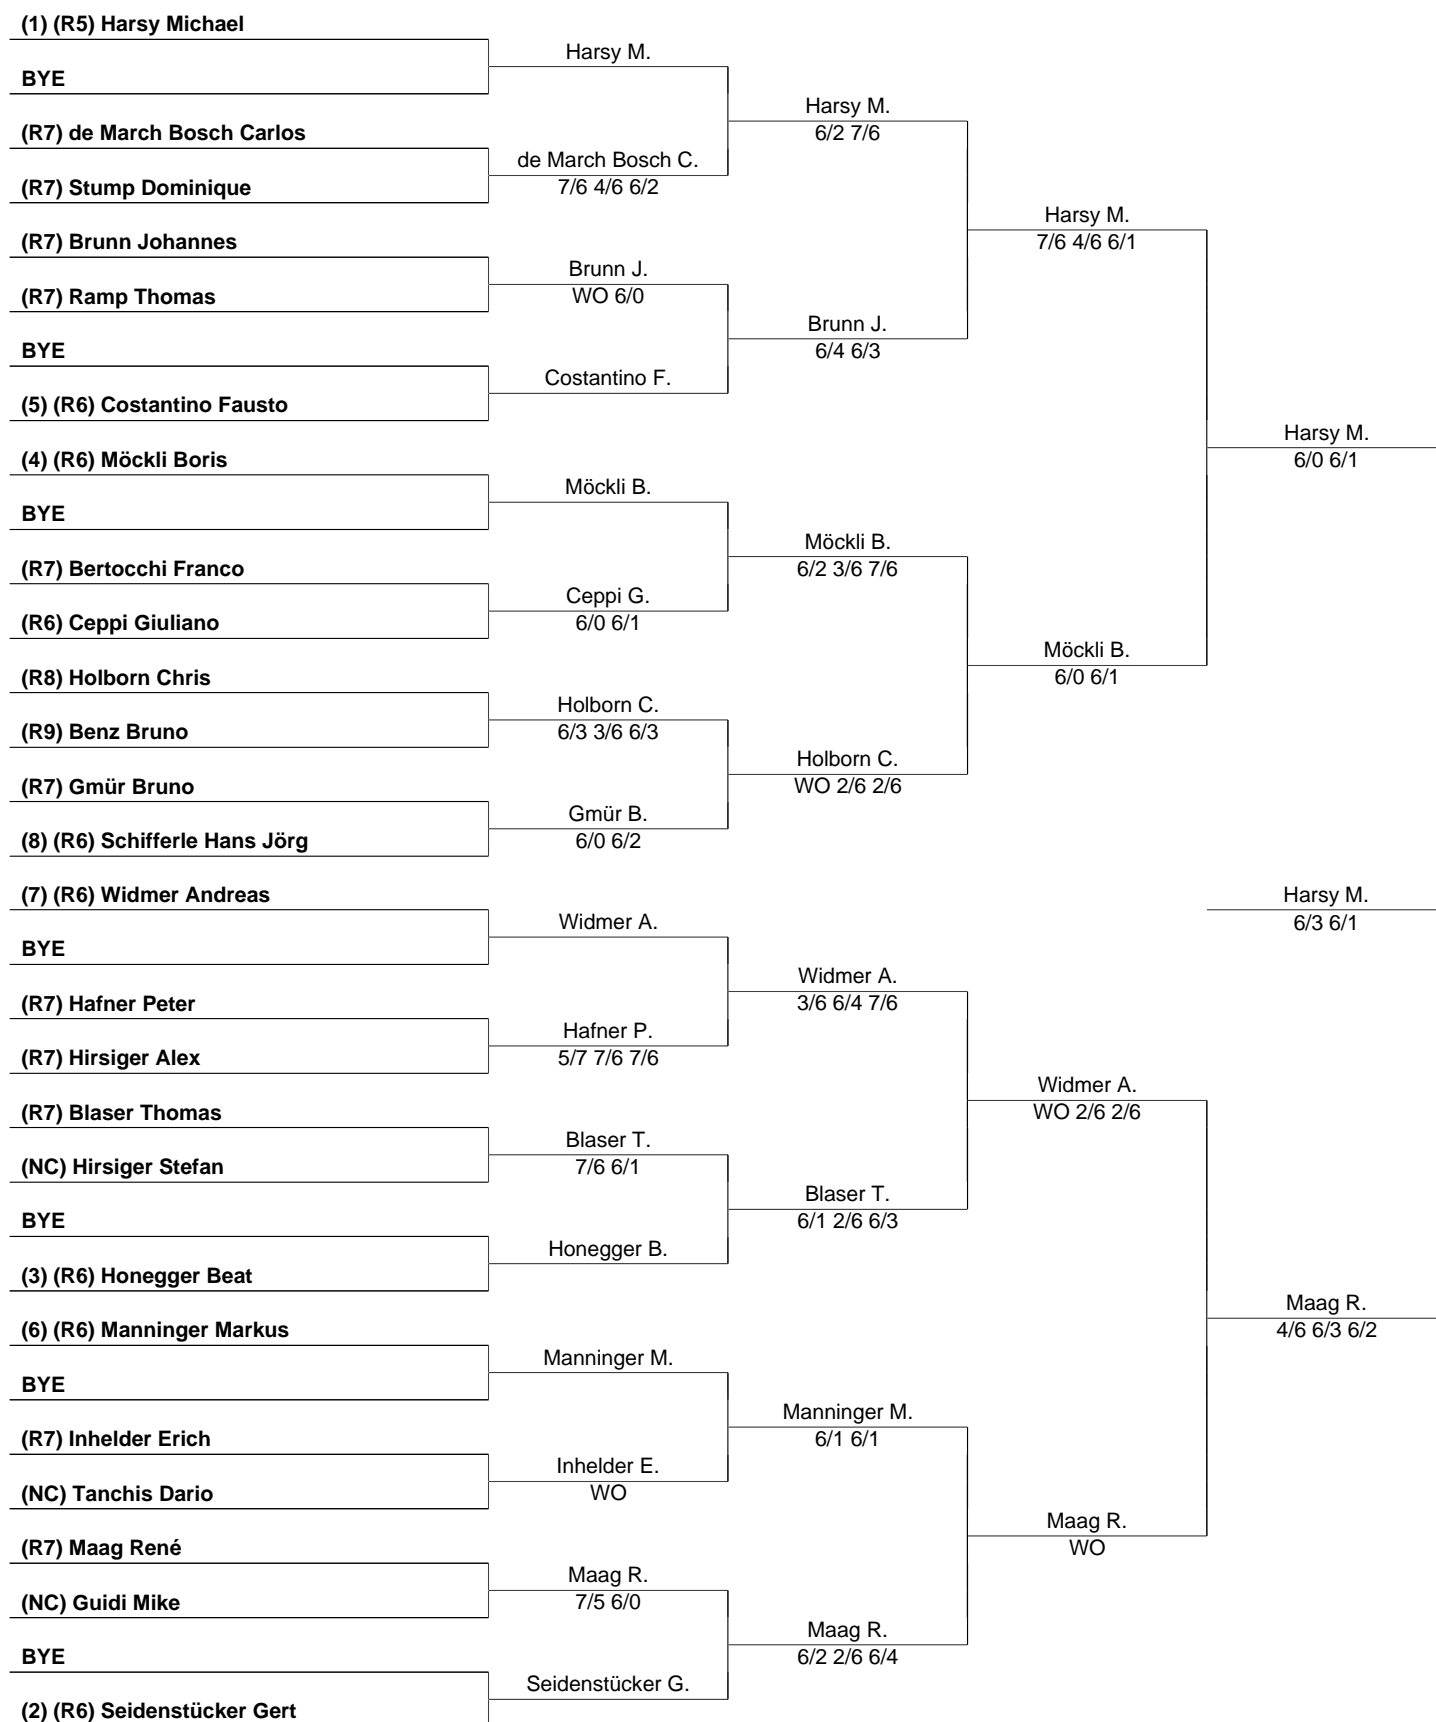 (1) (R5) Harsy Michael
BYE
(R7) de March Bosch Carlos
(R7) Stump Dominique
(R7) Brunn Johannes
(R7) Ramp Thomas
BYE
(5) (R6) Costantino Fausto
(4) (R6) Möckli Boris
BYE
(R7) Bertocchi Franco
(R6) Ceppi Giuliano
(R8) Holborn Chris
(R9) Benz Bruno
(R7) Gmür Bruno
(8) (R6) Schifferle Hans Jörg
(7) (R6) Widmer Andreas
BYE
(R7) Hafner Peter
(R7) Hirsiger Alex
(R7) Blaser Thomas
(NC) Hirsiger Stefan
BYE
(3) (R6) Honegger Beat
(6) (R6) Manninger Markus
BYE
(R7) Inhelder Erich
(NC) Tanchis Dario
(R7) Maag René
(NC) Guidi Mike
BYE
(2) (R6) Seidenstücker Gert
Harsy M.
de March Bosch C.
7/6 4/6 6/2
Brunn J.
WO 6/0
Costantino F.
Möckli B.
Ceppi G.
6/0 6/1
Holborn C.
6/3 3/6 6/3
Gmür B.
6/0 6/2
Widmer A.
Hafner P.
5/7 7/6 7/6
Blaser T.
7/6 6/1
Honegger B.
Manninger M.
Inhelder E.
WO
Maag R.
7/5 6/0
Seidenstücker G.
Harsy M.
6/2 7/6
Brunn J.
6/4 6/3
Möckli B.
6/2 3/6 7/6
Holborn C.
WO 2/6 2/6
Widmer A.
3/6 6/4 7/6
Blaser T.
6/1 2/6 6/3
Manninger M.
6/1 6/1
Maag R.
6/2 2/6 6/4
Harsy M.
7/6 4/6 6/1
Möckli B.
6/0 6/1
Widmer A.
WO 2/6 2/6
Maag R.
WO
Harsy M.
6/0 6/1
Harsy M.
6/3 6/1
Maag R.
4/6 6/3 6/2